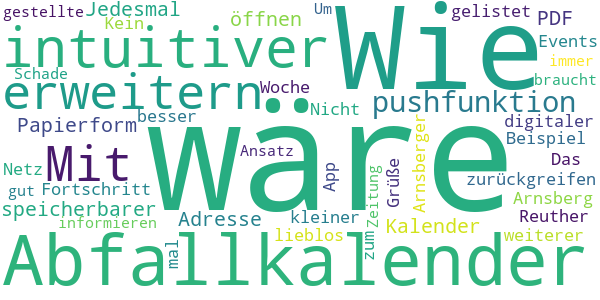 gestellte Jedesmal
Kein öffnen Um gelistet PDF
intuitiver Wie Events
Schade immer
erweitern Woche braucht
Nicht pushfunktion
Papierform besser digitaler
Mit Wäre Ansatz Beispiel
Das
Netz App Grüße Arnsberger zurückgreifen
gut Fortschritt Zeitung Arnsberg
speicherbarer Adresse kleiner Reuther
informieren mal lieblos zum Kalender weiterer
Abfallkalender